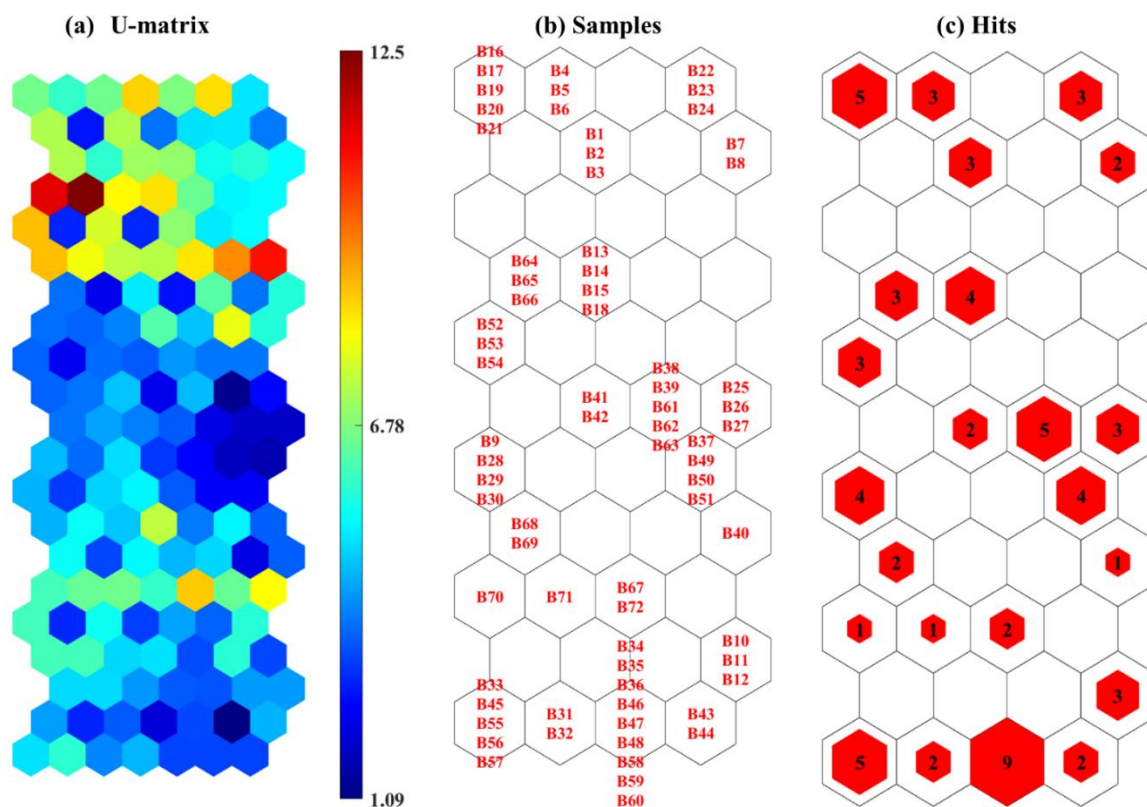 (a) U-matrix
12.5
6.78
1.09
(b) Samples
B16
B17
B19
B20
B21
B4
B5
B6
B22
B23
B24
B1
B2
B3
B7
B8
B64
B65
B66
B13
B14
B15
B18
B52
B53
B54
B41
B42
B38
B39
B61
B62
B63
B25
B26
B27
B9
B28
B29
B30
B37
B49
B50
B51
B68
B69
B40
B70
B71
B67
B72
B10
B11
B12
B33
B45
B55
B56
B57
B31
B32
B34
B35
B36
B46
B47
B48
B58
B59
B60
B43
B44
(c) Hits
5
3
3
3
2
3
4
3
2
5
3
4
4
2
1
1
1
2
3
5
2
9
2